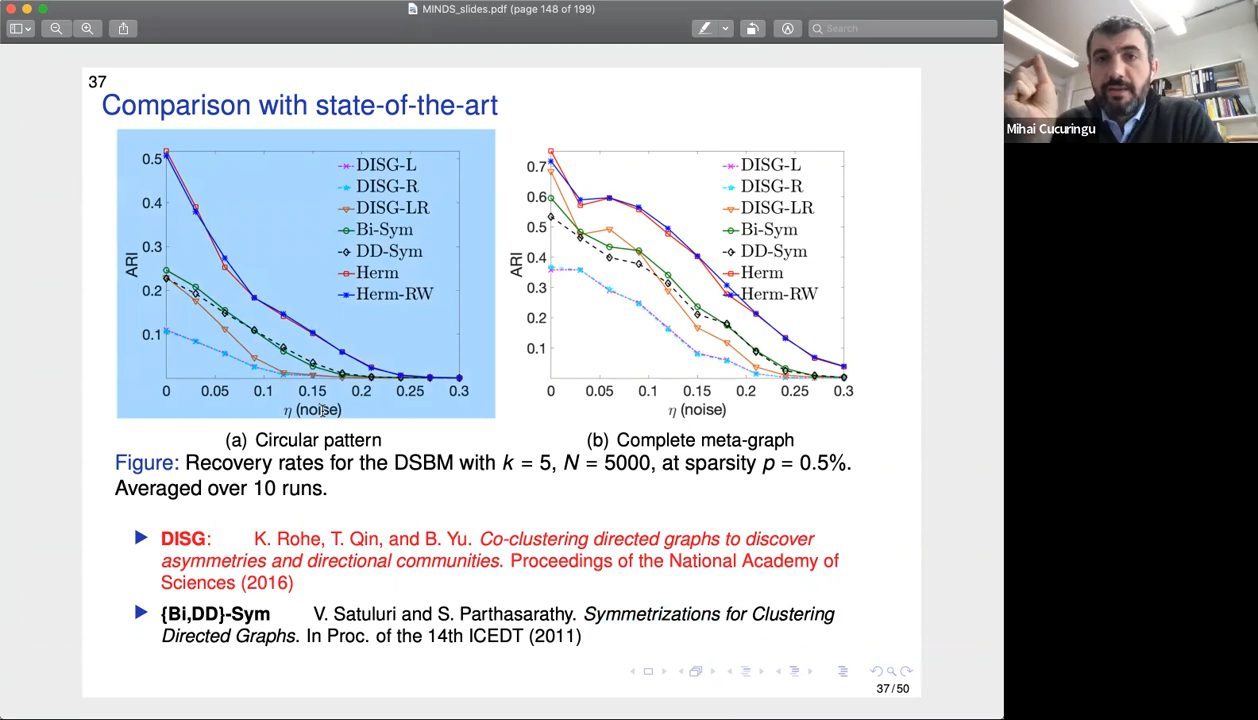 MINDS_slides.pdf (page 148 of 199)
Search
Mihai Cucuringu
37
Comparison with state-of-the-art
ARI
0.5
0.4
0.3
0.2
0.1
0 0.05 0.1 0.15 0.2 0.25 0.3
η (noise)
DISG-L
DISG-R
DISG-LR
Bi-Sym
DD-Sym
Herm
Herm-RW
(a) Circular pattern
ARI
0.7
0.6
0.5
0.4
0.3
0.2
0.1
0 0.05 0.1 0.15 0.2 0.25 0.3
η (noise)
DISG-L
DISG-R
DISG-LR
Bi-Sym
DD-Sym
Herm
Herm-RW
(b) Complete meta-graph
Figure: Recovery rates for the DSBM with k = 5, N = 5000, at sparsity p = 0.5%.
Averaged over 10 runs.
DISG: K. Rohe, T. Qin, and B. Yu. Co-clustering directed graphs to discover
asymmetries and directional communities. Proceedings of the National Academy of
Sciences (2016)
{Bi,DD}-Sym V. Satuluri and S. Parthasarathy. Symmetrizations for Clustering
Directed Graphs. In Proc. of the 14th ICEDT (2011)
37/50